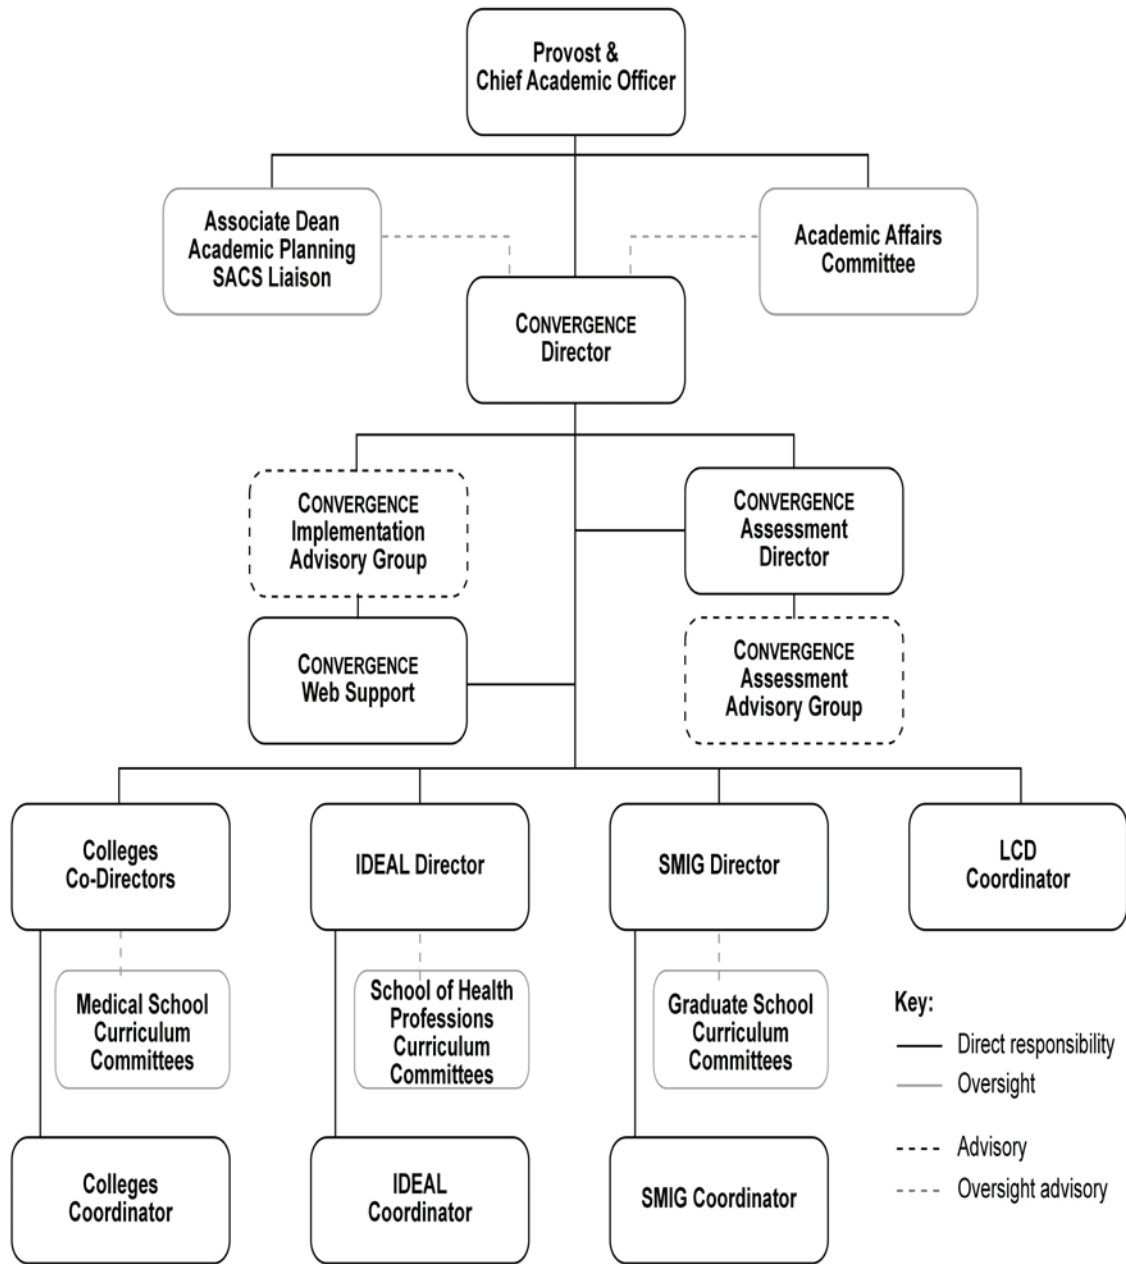 Provost &
Chief Academic Officer
Associate Dean
Academic Planning
SACS Liaison
Academic Affairs
Committee
CONVERGENCE
Director
CONVERGENCE
Implementation
Advisory Group
CONVERGENCE
Assessment
Director
CONVERGENCE
Web Support
CONVERGENCE
Assessment
Advisory Group
Colleges
Co-Directors
IDEAL Director
SMIG Director
LCD
Coordinator
Medical School
Curriculum
Committees
School of Health
Professions
Curriculum
Committees
Graduate School
Curriculum
Committees
Key:
Direct responsibility
Oversight
Advisory
Oversight advisory
Colleges
Coordinator
IDEAL
Coordinator
SMIG Coordinator